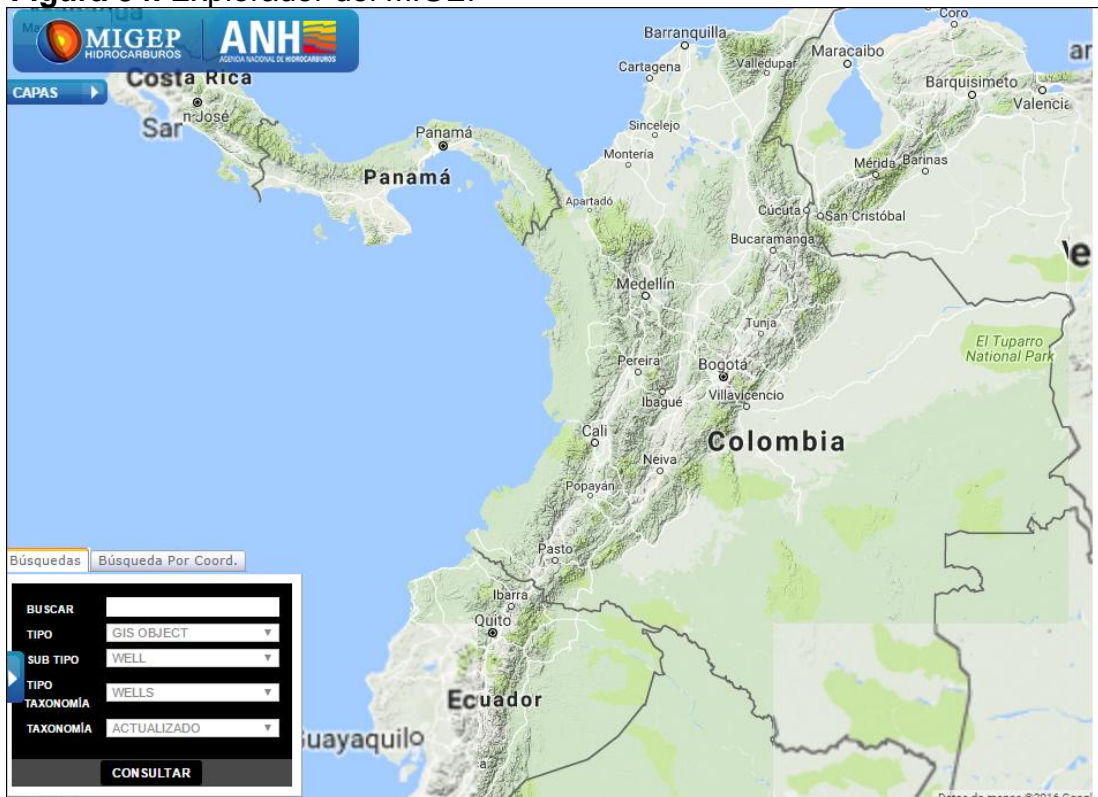 MIGEP
HIDROCARBUROS
ANH
AGENCIA NACIONAL DE HIDROCARBUROS
CAPAS
Costa Rica
San
n José
Panamá
Panamá
Barranquilla
Cartagena
Valledupar
Maracaibo
Coro
Barquisimeto
Valencia
Sincelejo
Montería
Mérida
Barinas
Apartadó
Cúcuta
San Cristóbal
Bucaramanga
Medellín
Tunja
El Tuparro
National Park
Pereira
Bogotá
Ibagué
Villavicencio
Cali
Colombia
Neiva
Popayán
Pasto
Ibarra
Quito
Ecuador
uayaquil
Búsquedas
Búsqueda Por Coord.
BUSCAR
TIPO
GIS OBJECT
SUB TIPO
WELL
TIPO
TAXONOMÍA
WELLS
TAXONOMÍA
ACTUALIZADO
CONSULTAR